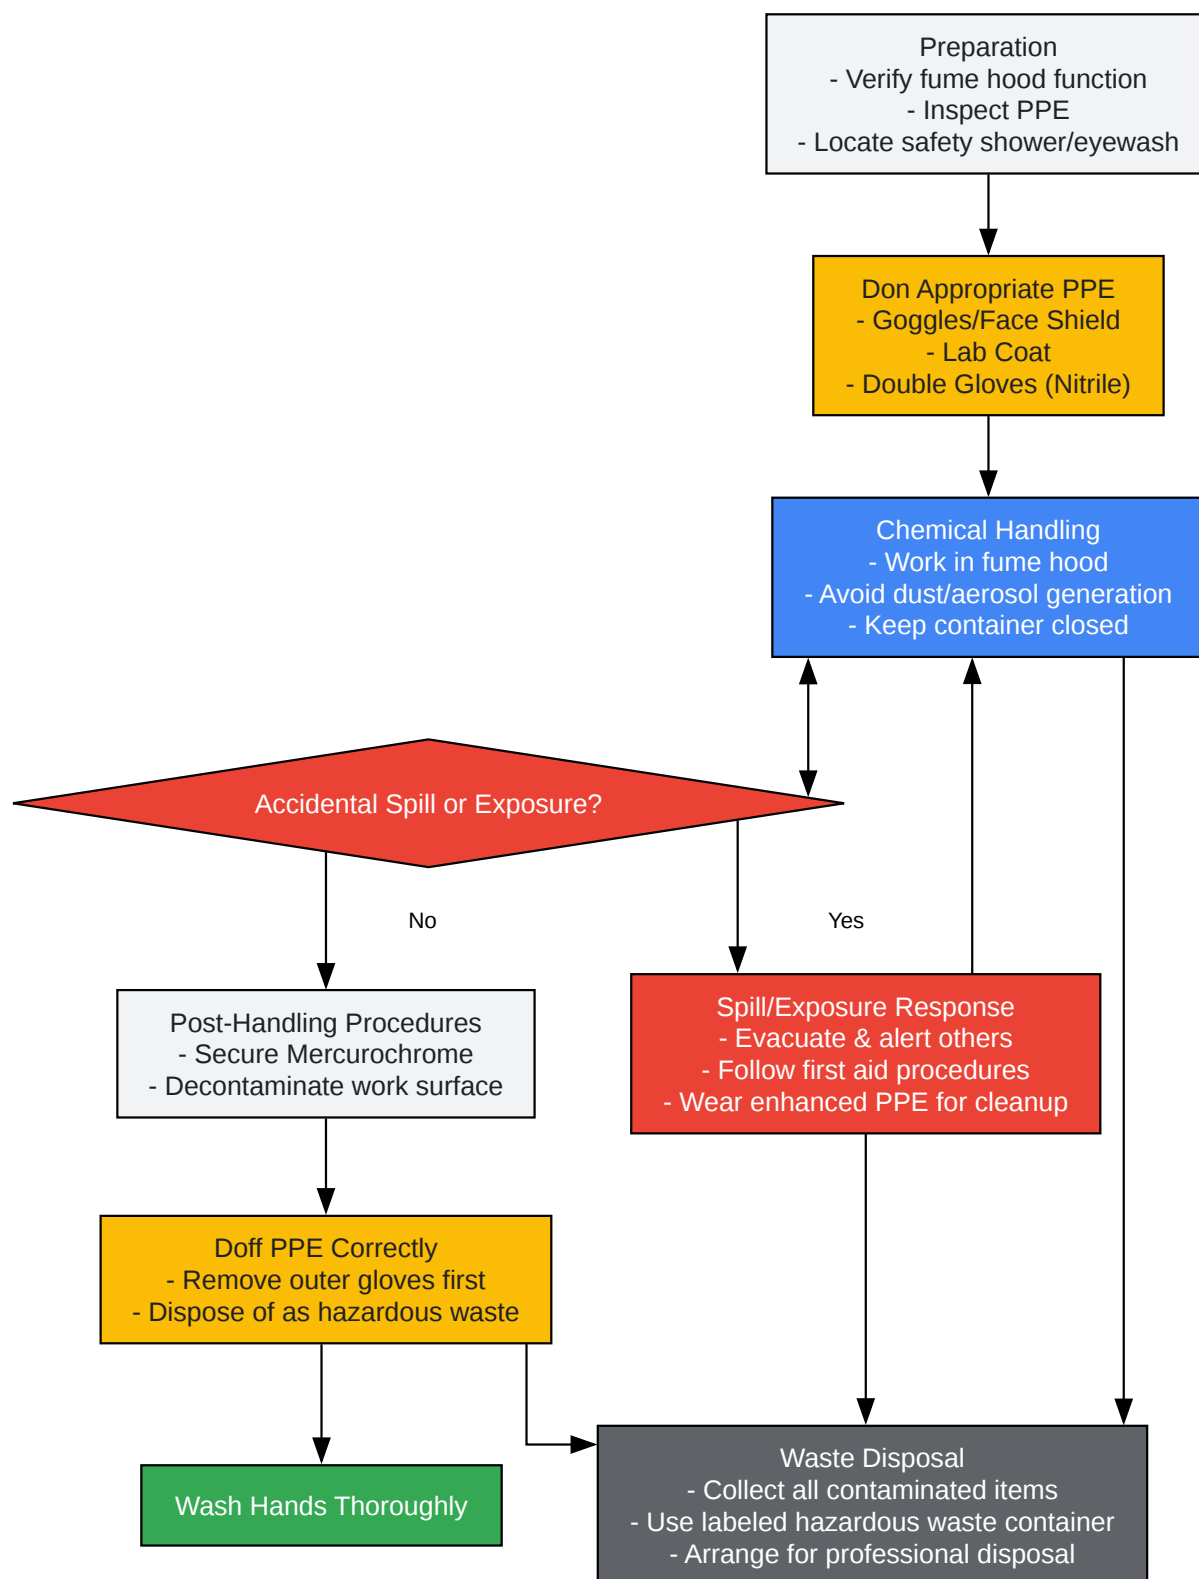 Preparation
- Verify fume hood function
- Inspect PPE
- Locate safety shower/eyewash
Don Appropriate PPE
- Goggles/Face Shield
- Lab Coat
- Double Gloves (Nitrile)
Chemical Handling
- Work in fume hood
- Avoid dust/aerosol generation
- Keep container closed
Accidental Spill or Exposure?
No
Yes
Post-Handling Procedures
- Secure Mercurochrome
- Decontaminate work surface
Spill/Exposure Response
- Evacuate & alert others
- Follow first aid procedures
- Wear enhanced PPE for cleanup
Doff PPE Correctly
- Remove outer gloves first
- Dispose of as hazardous waste
Wash Hands Thoroughly
Waste Disposal
- Collect all contaminated items
- Use labeled hazardous waste container
- Arrange for professional disposal